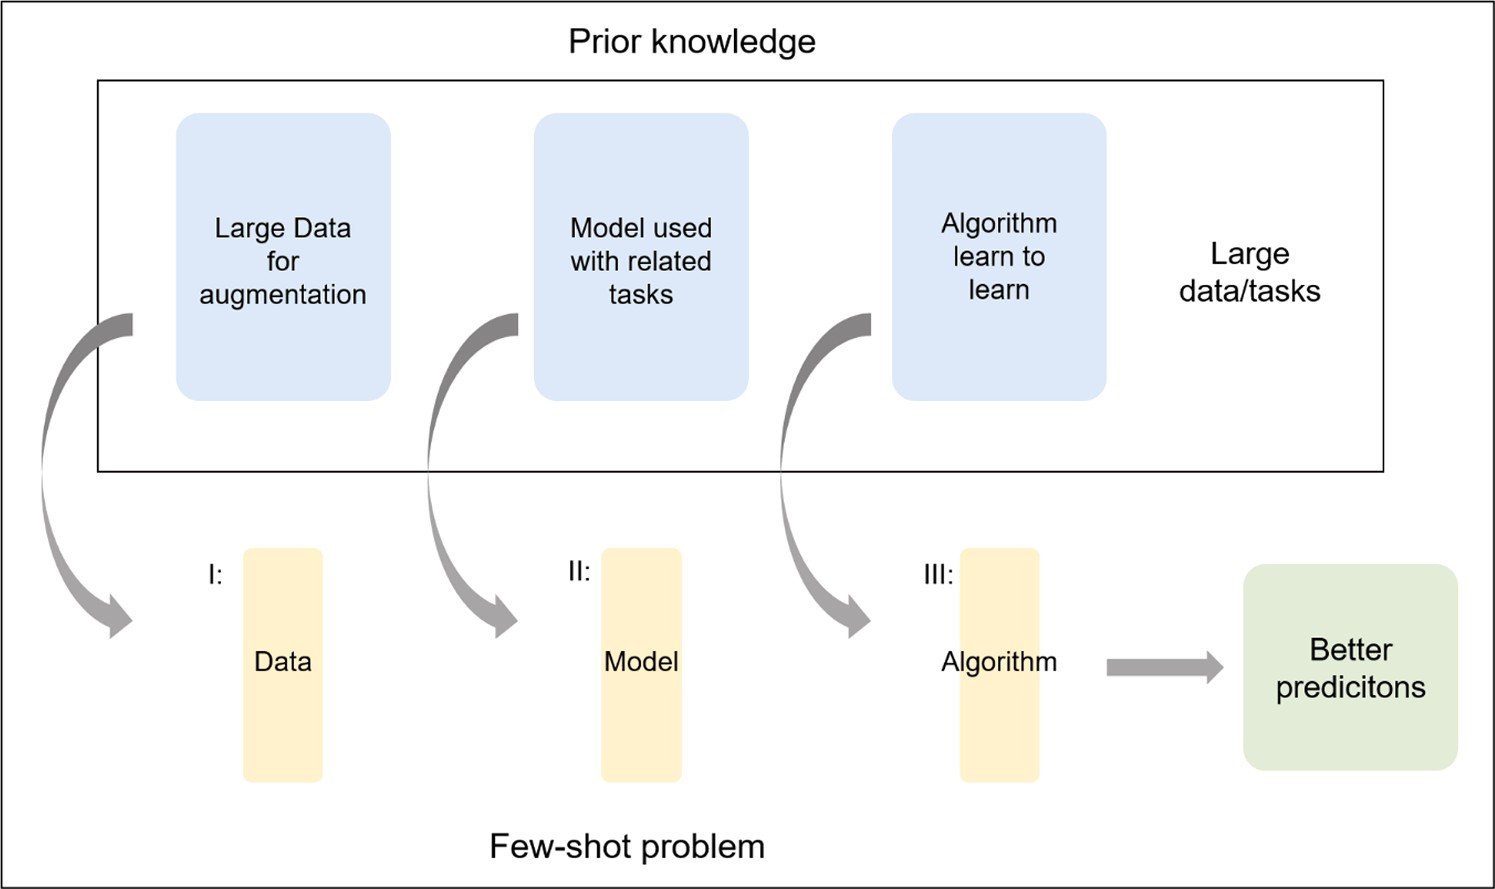 Prior knowledge
Large Data
for
augmentation
Model used
with related
tasks
Algorithm
learn to
learn
Large
data/tasks
I:
Data
II:
Model
III:
Algorithm
Better
predicitons
Few-shot problem